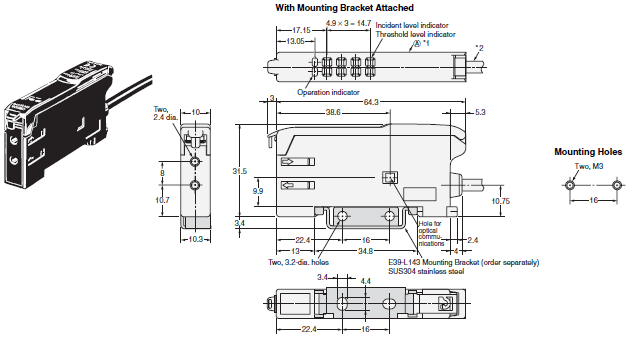 With Mounting Bracket Attached
4.9 × 3 = 14.7
Incident level indicator
17.15
Threshold level indicator
13.05
Ⓐ *1
*2
Operation indicator
3
64.3
38.6
5.3
Two,
2.4 dia.
10
Mounting Holes
Two, M3
16
31.5
8
9.9
10.7
10.75
3.4
Hole for
optical
commu-
nications
10.3
22.4
16
2.4
13
34.8
4
Two, 3.2-dia. holes
E39-L143 Mounting Bracket (order separately)
SUS304 stainless steel
3.4
4.4
22.4
16